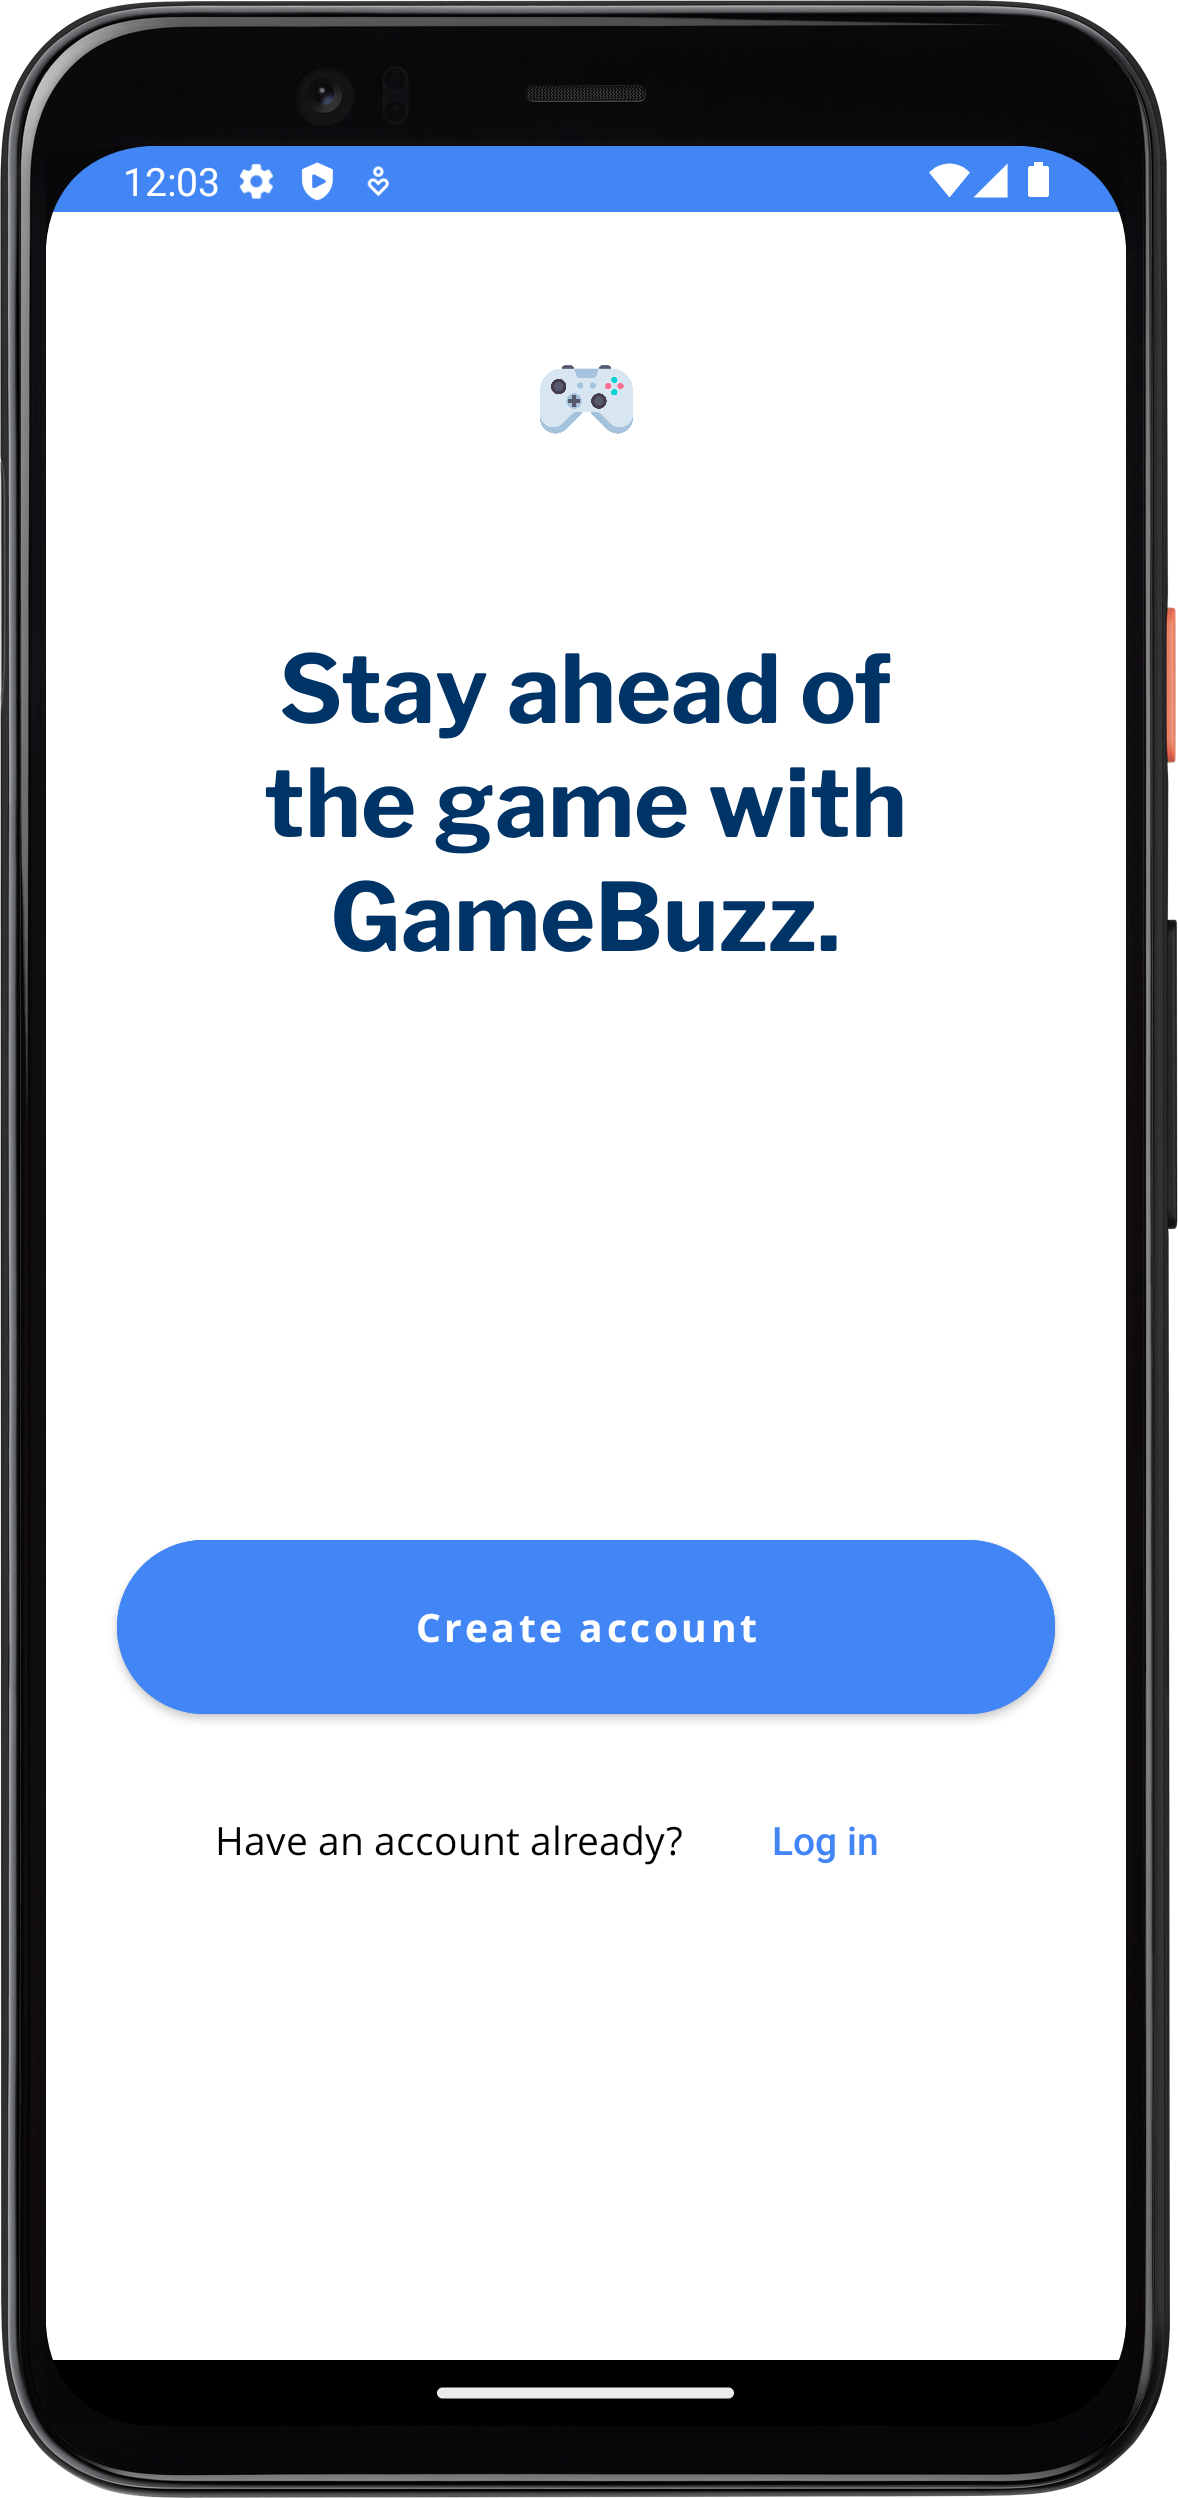 12:03
Stay ahead of
the game with
GameBuzz.
Create account
Have an account already? Log in